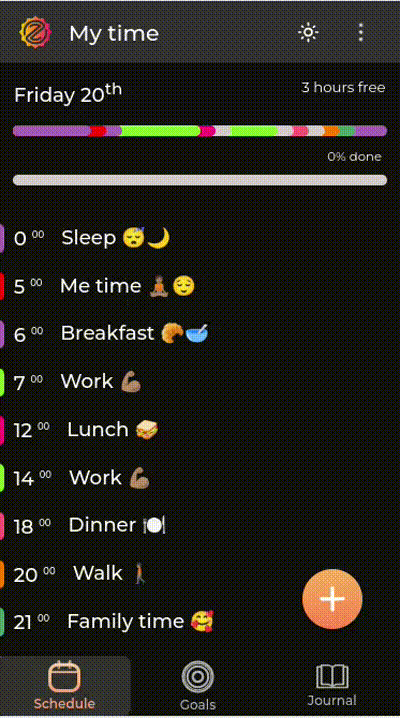 My time
Friday 20th
3 hours free
0% done
0 00 Sleep 😴🌙
5 00 Me time 🧘🏽😌
6 00 Breakfast 🥐🥣
7 00 Work 💪🏽
12 00 Lunch 🥪
14 00 Work 💪🏽
18 00 Dinner 🍽️
20 00 Walk 🚶🏽
21 00 Family time 🥰
Schedule
Goals
Journal